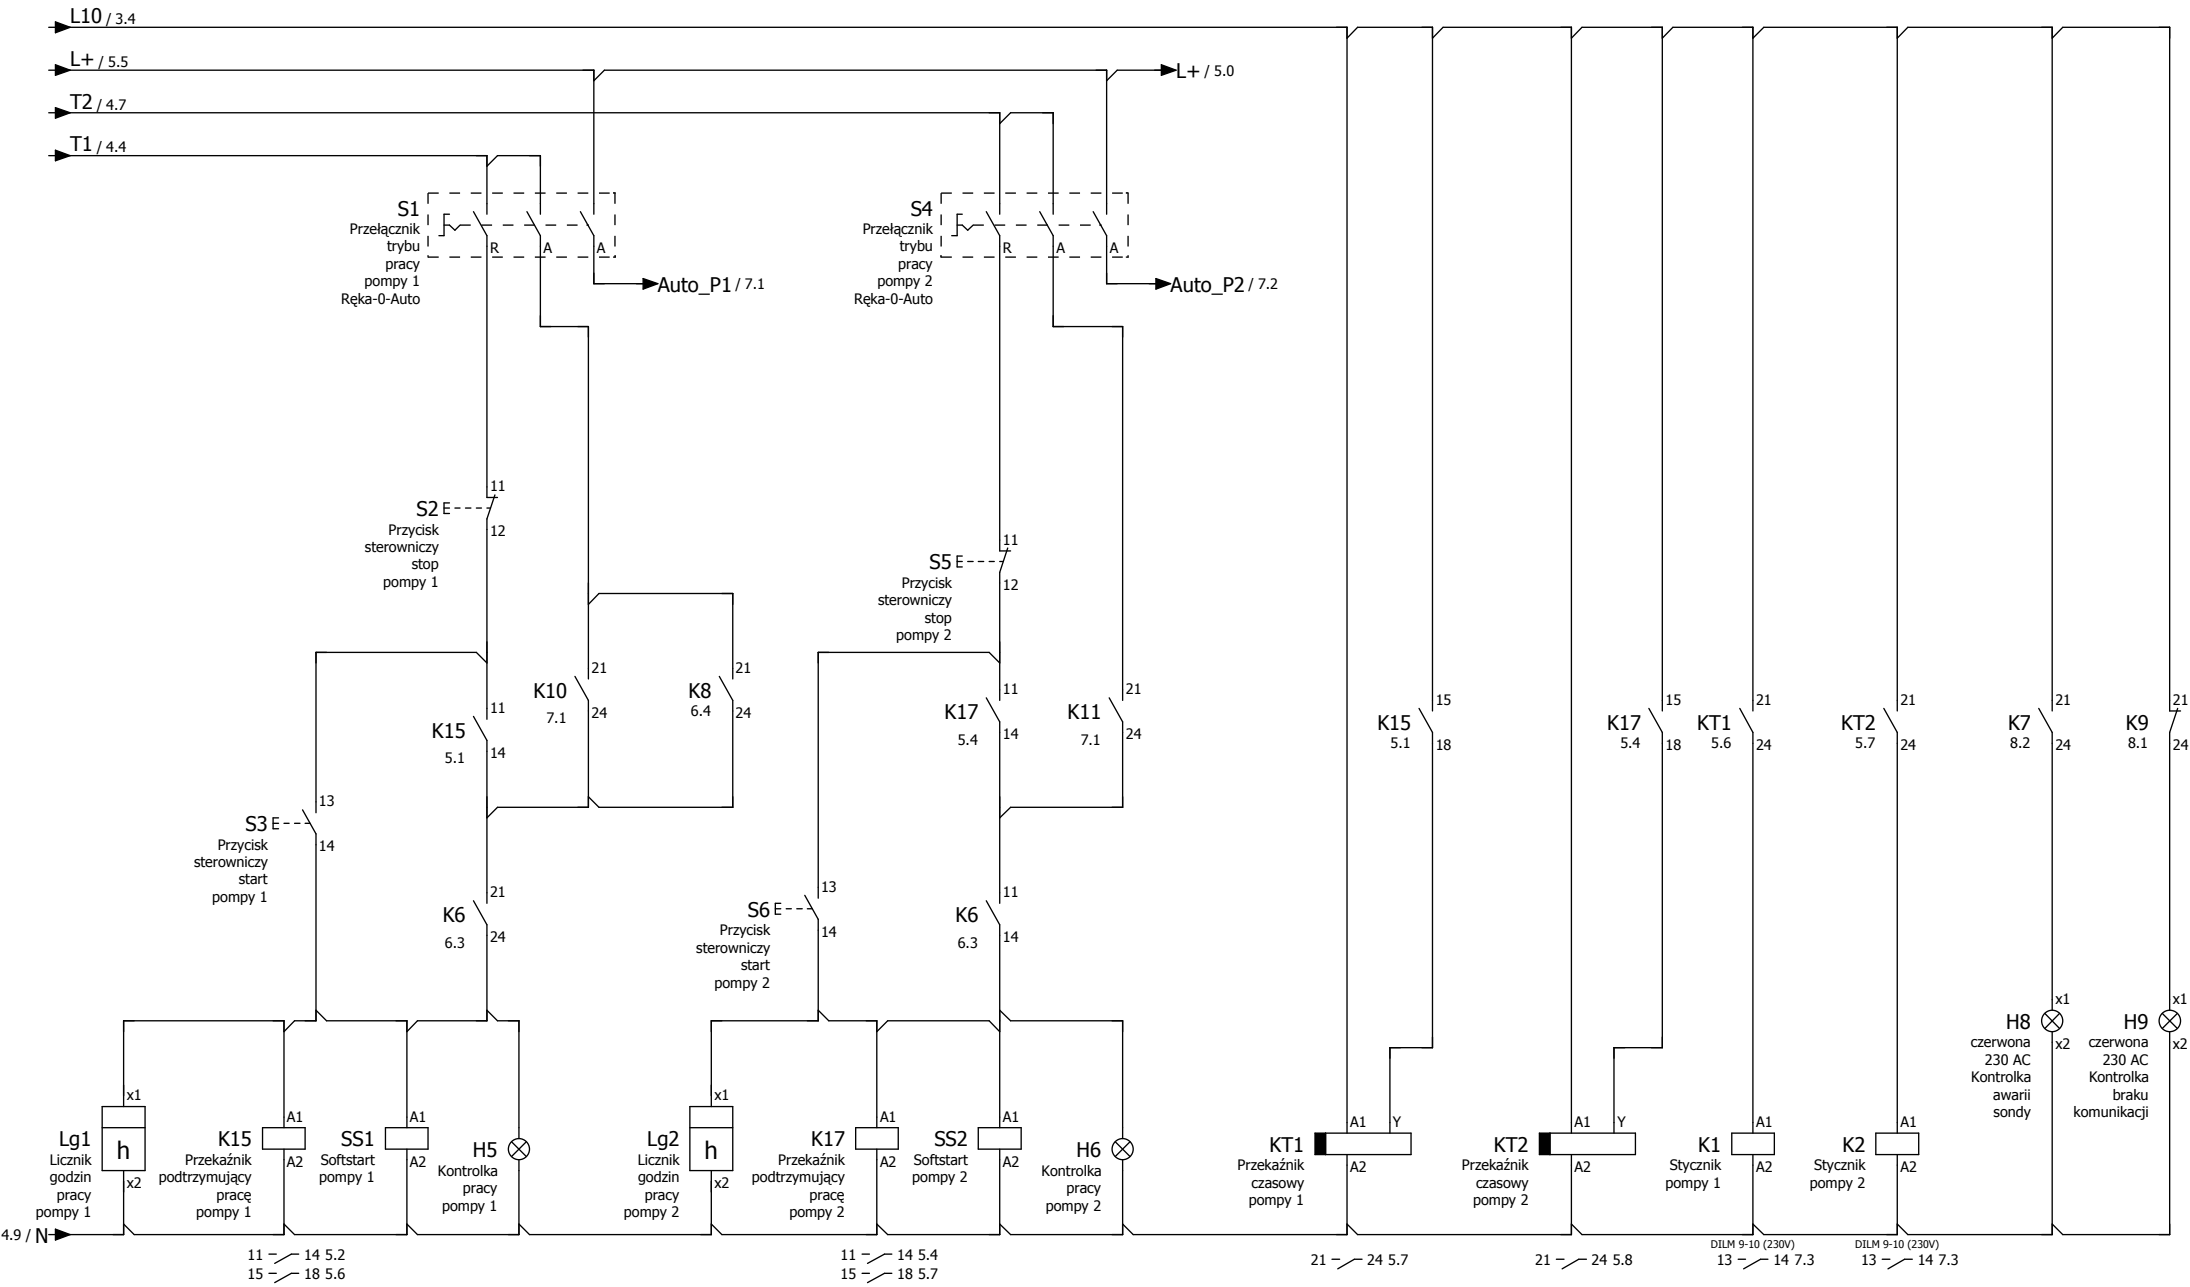 L10 / 3.4
L+ / 5.5
L+ / 5.0
T2 / 4.7
T1 / 4.4
S1
Przełącznik
trybu
pracy
pompy 1
Ręka-0-Auto
R
A
A
Auto_P1 / 7.1
S4
Przełącznik
trybu
pracy
pompy 2
Ręka-0-Auto
R
A
A
Auto_P2 / 7.2
11
S2
12
Przycisk
sterowniczy
stop
pompy 1
11
S5
12
Przycisk
sterowniczy
stop
pompy 2
11
K15
5.1
14
21
K10
7.1
24
21
K8
6.4
24
11
K17
5.4
14
21
K11
7.1
24
15
K15
5.1
18
15
K17
5.4
18
21
KT1
5.6
24
21
KT2
5.7
24
21
K7
8.2
24
21
K9
8.1
24
13
S3
14
Przycisk
sterowniczy
start
pompy 1
21
K6
6.3
24
13
S6
14
Przycisk
sterowniczy
start
pompy 2
11
K6
6.3
14
x1
Lg1
h
Licznik
godzin
pracy
pompy 1
x2
A1
K15
A2
Przekaźnik
podtrzymujący
pracę
pompy 1
A1
SS1
A2
Softstart
pompy 1
H5
Kontrolka
pracy
pompy 1
x1
Lg2
h
Licznik
godzin
pracy
pompy 2
x2
A1
K17
A2
Przekaźnik
podtrzymujący
pracę
pompy 2
A1
SS2
A2
Softstart
pompy 2
H6
Kontrolka
pracy
pompy 2
A1
Y
KT1
A2
Przekaźnik
czasowy
pompy 1
A1
Y
KT2
A2
Przekaźnik
czasowy
pompy 2
A1
K1
A2
Stycznik
pompy 1
A1
K2
A2
Stycznik
pompy 2
x1
H8
x2
czerwona
230 AC
Kontrolka
awarii
sondy
x1
H9
x2
czerwona
230 AC
Kontrolka
braku
komunikacji
4.9 / N
11 14 5.2
15 18 5.6
11 14 5.4
15 18 5.7
21 24 5.7
21 24 5.8
DILM 9-10 (230V)
13 14 7.3
DILM 9-10 (230V)
13 14 7.3